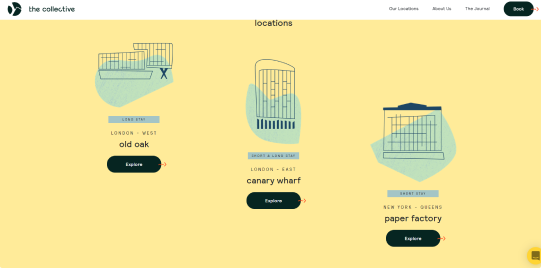 the collective
Our Locations
About Us
The Journal
Book
locations
LONG STAY
LONDON - WEST
old oak
Explore
SHORT & LONG STAY
LONDON - EAST
canary wharf
Explore
SHORT STAY
NEW YORK - QUEENS
paper factory
Explore